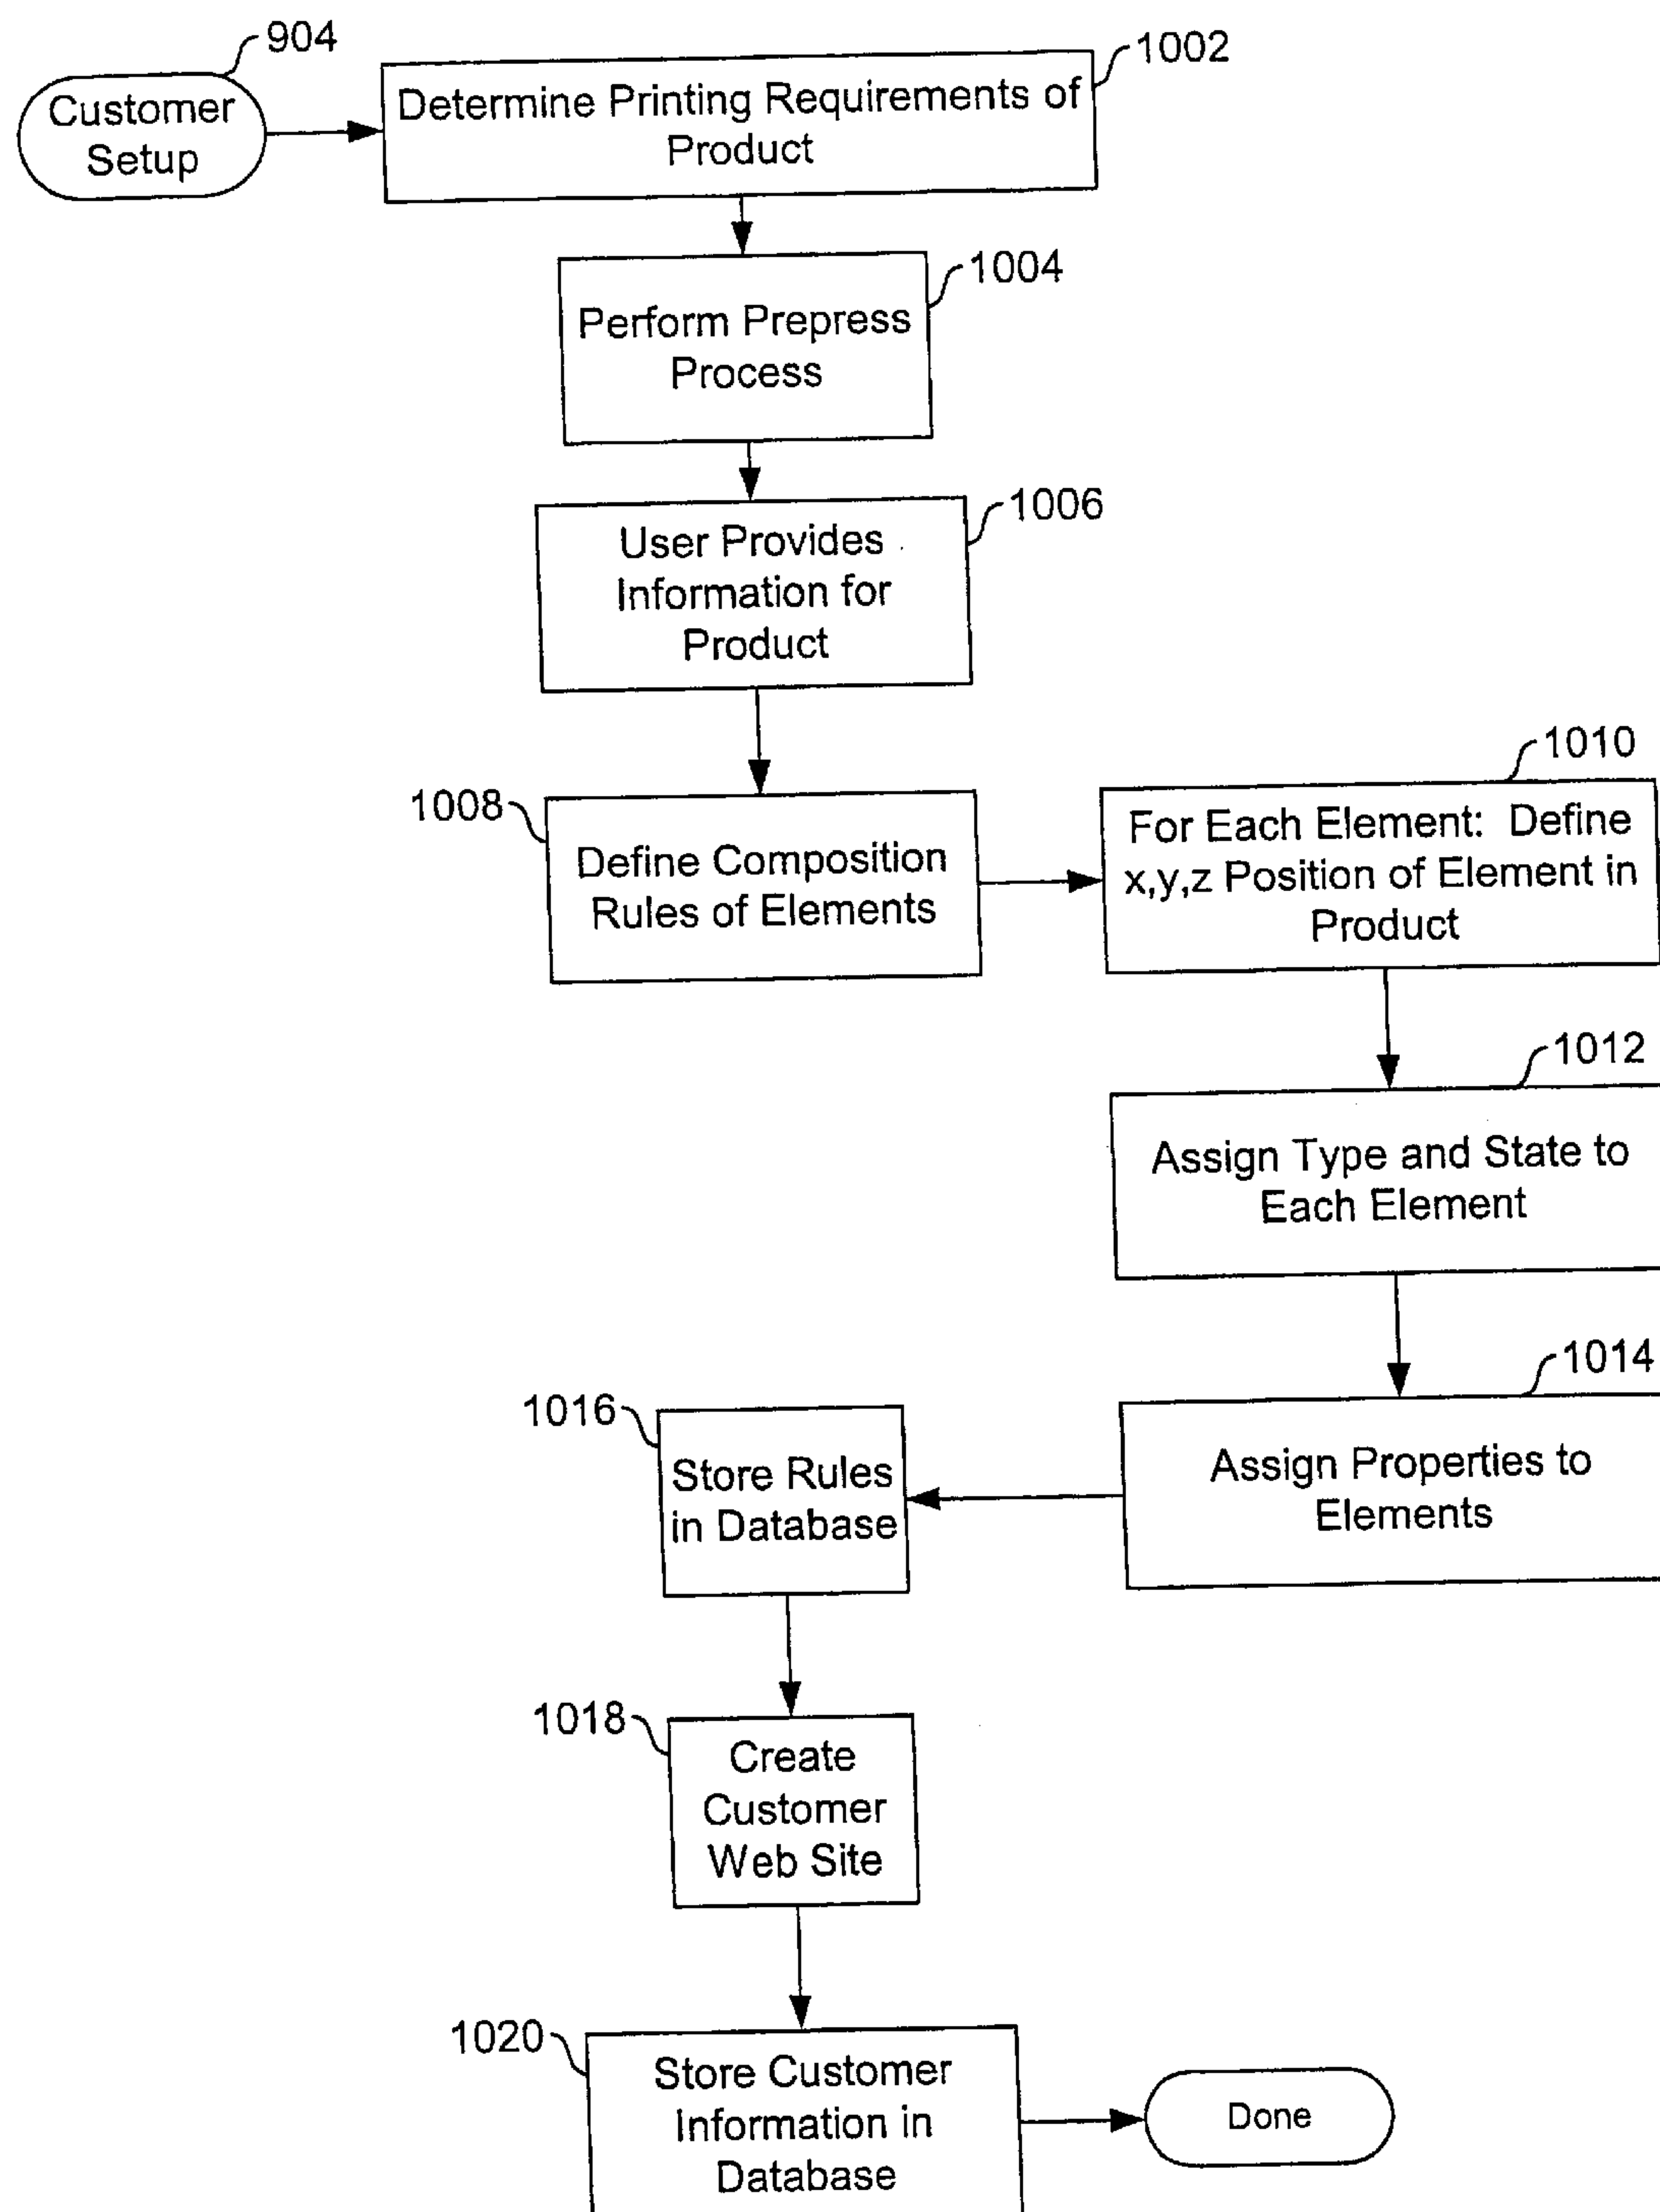 904
Customer
Setup
1002
Determine Printing Requirements of
Product
1004
Perform Prepress
Process
1006
User Provides
Information for
Product
1008
Define Composition
Rules of Elements
1010
For Each Element: Define
x,y,z Position of Element in
Product
1012
Assign Type and State to
Each Element
1014
Assign Properties to
Elements
1016
Store Rules
in Database
1018
Create
Customer
Web Site
1020
Store Customer
Information in
Database
Done